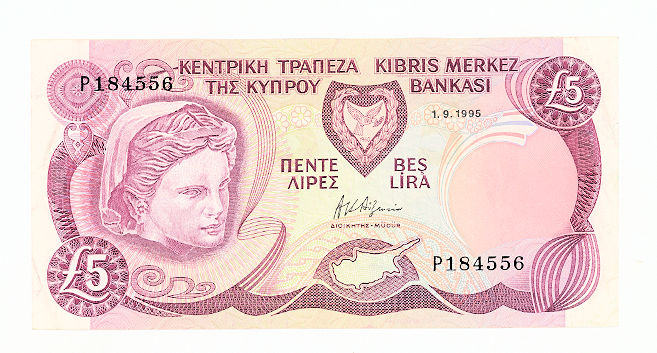 ΚΕΝΤΡΙΚΗ ΤΡΑΠΕΖΑ KIBRIS MERKEZ
P184556
ΤΗΣ ΚΥΠΡΟΥ BANKASI
£5
1.9.1995
ΠΕΝΤΕ BEŞ
ΛΙΡΕΣ LİRA
ΔΙΟΙΚΗΤΗΣ-MÜDÜR
P184556
£5